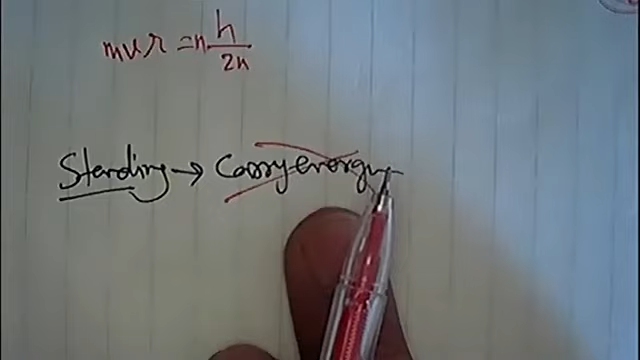 mvr = n h/2π
Standing → Carry energy